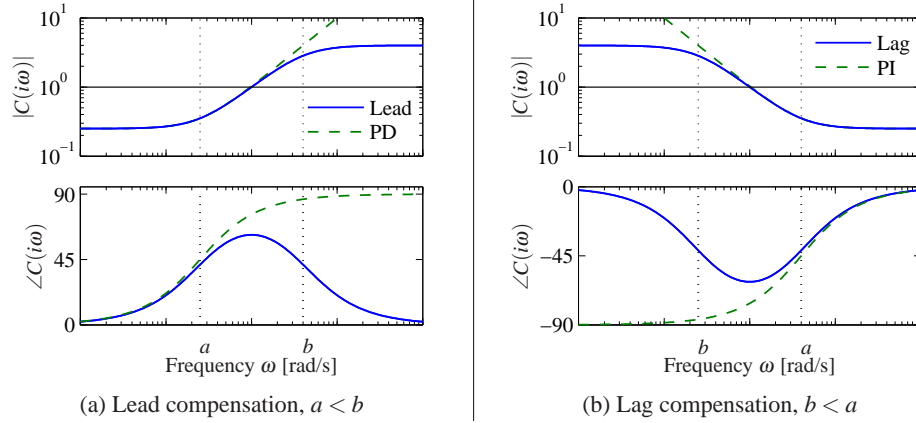 10^1
10^0
10^-1
|C(iω)|
Lead
PD
90
45
0
∠C(iω)
a
b
Frequency ω [rad/s]
(a) Lead compensation, a < b
10^1
10^0
10^-1
|C(iω)|
Lag
PI
0
−45
−90
∠C(iω)
b
a
Frequency ω [rad/s]
(b) Lag compensation, b < a